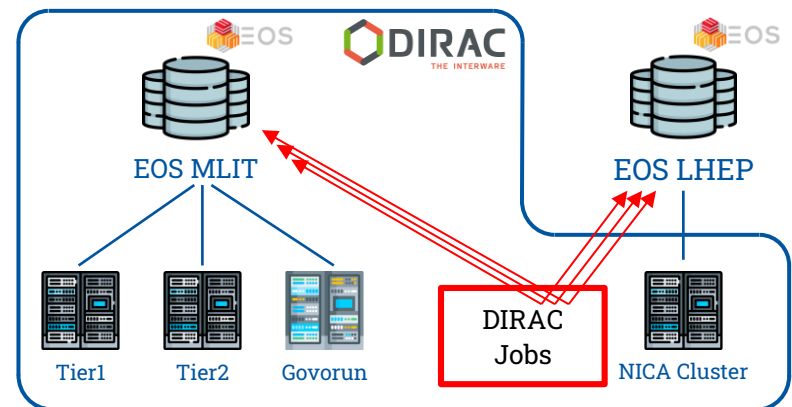 EOS
DIRAC
THE INTERWARE
EOS
EOS MLIT
EOS LHEP
DIRAC
Jobs
Tier1
Tier2
Govorun
NICA Cluster